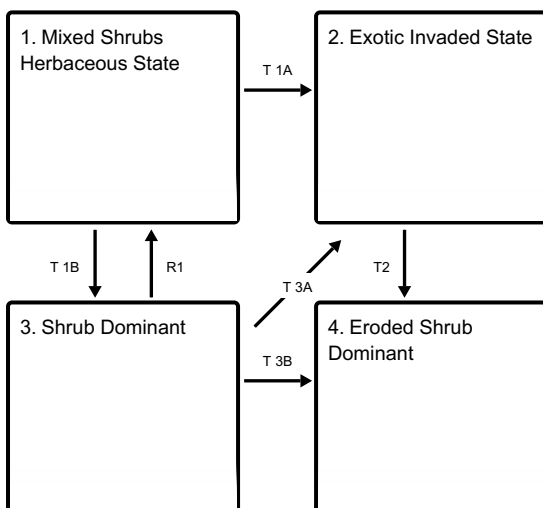 1. Mixed Shrubs
Herbaceous State
2. Exotic Invaded State
T 1A
T 1B
R1
T 3A
T2
3. Shrub Dominant
4. Eroded Shrub
Dominant
T 3B